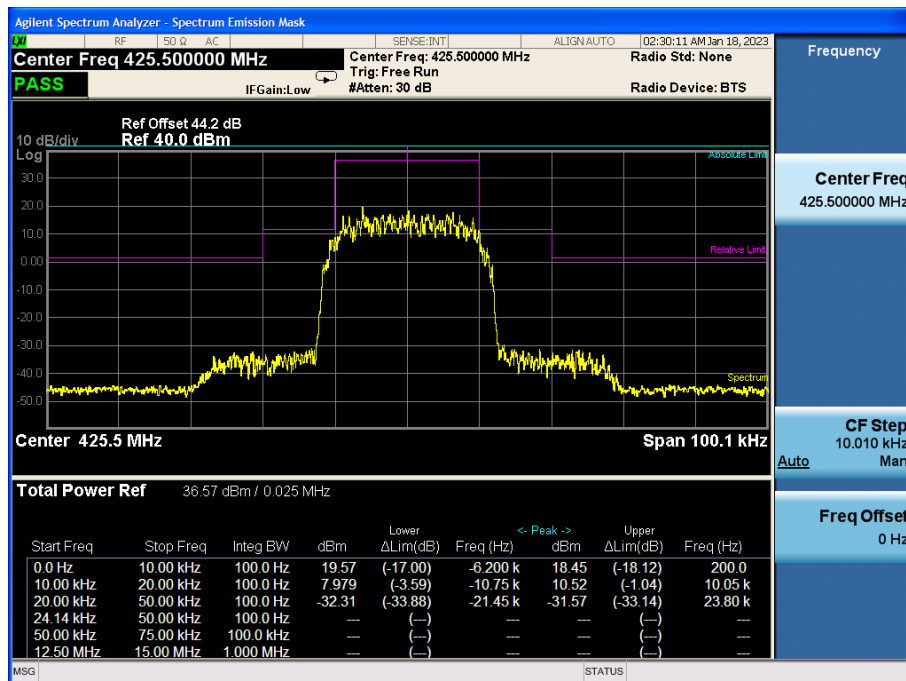 Agilent Spectrum Analyzer - Spectrum Emission Mask
LXI RF 50 Ω AC SENSE:INT ALIGN AUTO 02:30:11 AM Jan 18, 2023
Center Freq 425.500000 MHz Center Freq: 425.500000 MHz Radio Std: None
Trig: Free Run
PASS IFGain:Low #Atten: 30 dB Radio Device: BTS
Frequency
Ref Offset 44.2 dB
10 dB/div Ref 40.0 dBm
Log
Absolute Limit
30.0
20.0
10.0
Relative Limit
0.00
-10.0
-20.0
-30.0
-40.0
Spectrum
-50.0
Center 425.5 MHz Span 100.1 kHz
Center Freq
425.500000 MHz
CF Step
10.010 kHz
Auto Man
Freq Offset
0 Hz
Total Power Ref 36.57 dBm / 0.025 MHz
Lower <- Peak -> Upper
Start Freq Stop Freq Integ BW dBm ΔLim(dB) Freq (Hz) dBm ΔLim(dB) Freq (Hz)
0.0 Hz 10.00 kHz 100.0 Hz 19.57 (-17.00) -6.200 k 18.45 (-18.12) 200.0
10.00 kHz 20.00 kHz 100.0 Hz 7.979 (-3.59) -10.75 k 10.52 (-1.04) 10.05 k
20.00 kHz 50.00 kHz 100.0 Hz -32.31 (-33.88) -21.45 k -31.57 (-33.14) 23.80 k
24.14 kHz 50.00 kHz 100.0 Hz --- (---) --- --- (---) ---
50.00 kHz 75.00 kHz 100.0 kHz --- (---) --- --- (---) ---
12.50 MHz 15.00 MHz 1.000 MHz --- (---) --- --- (---) ---
MSG STATUS